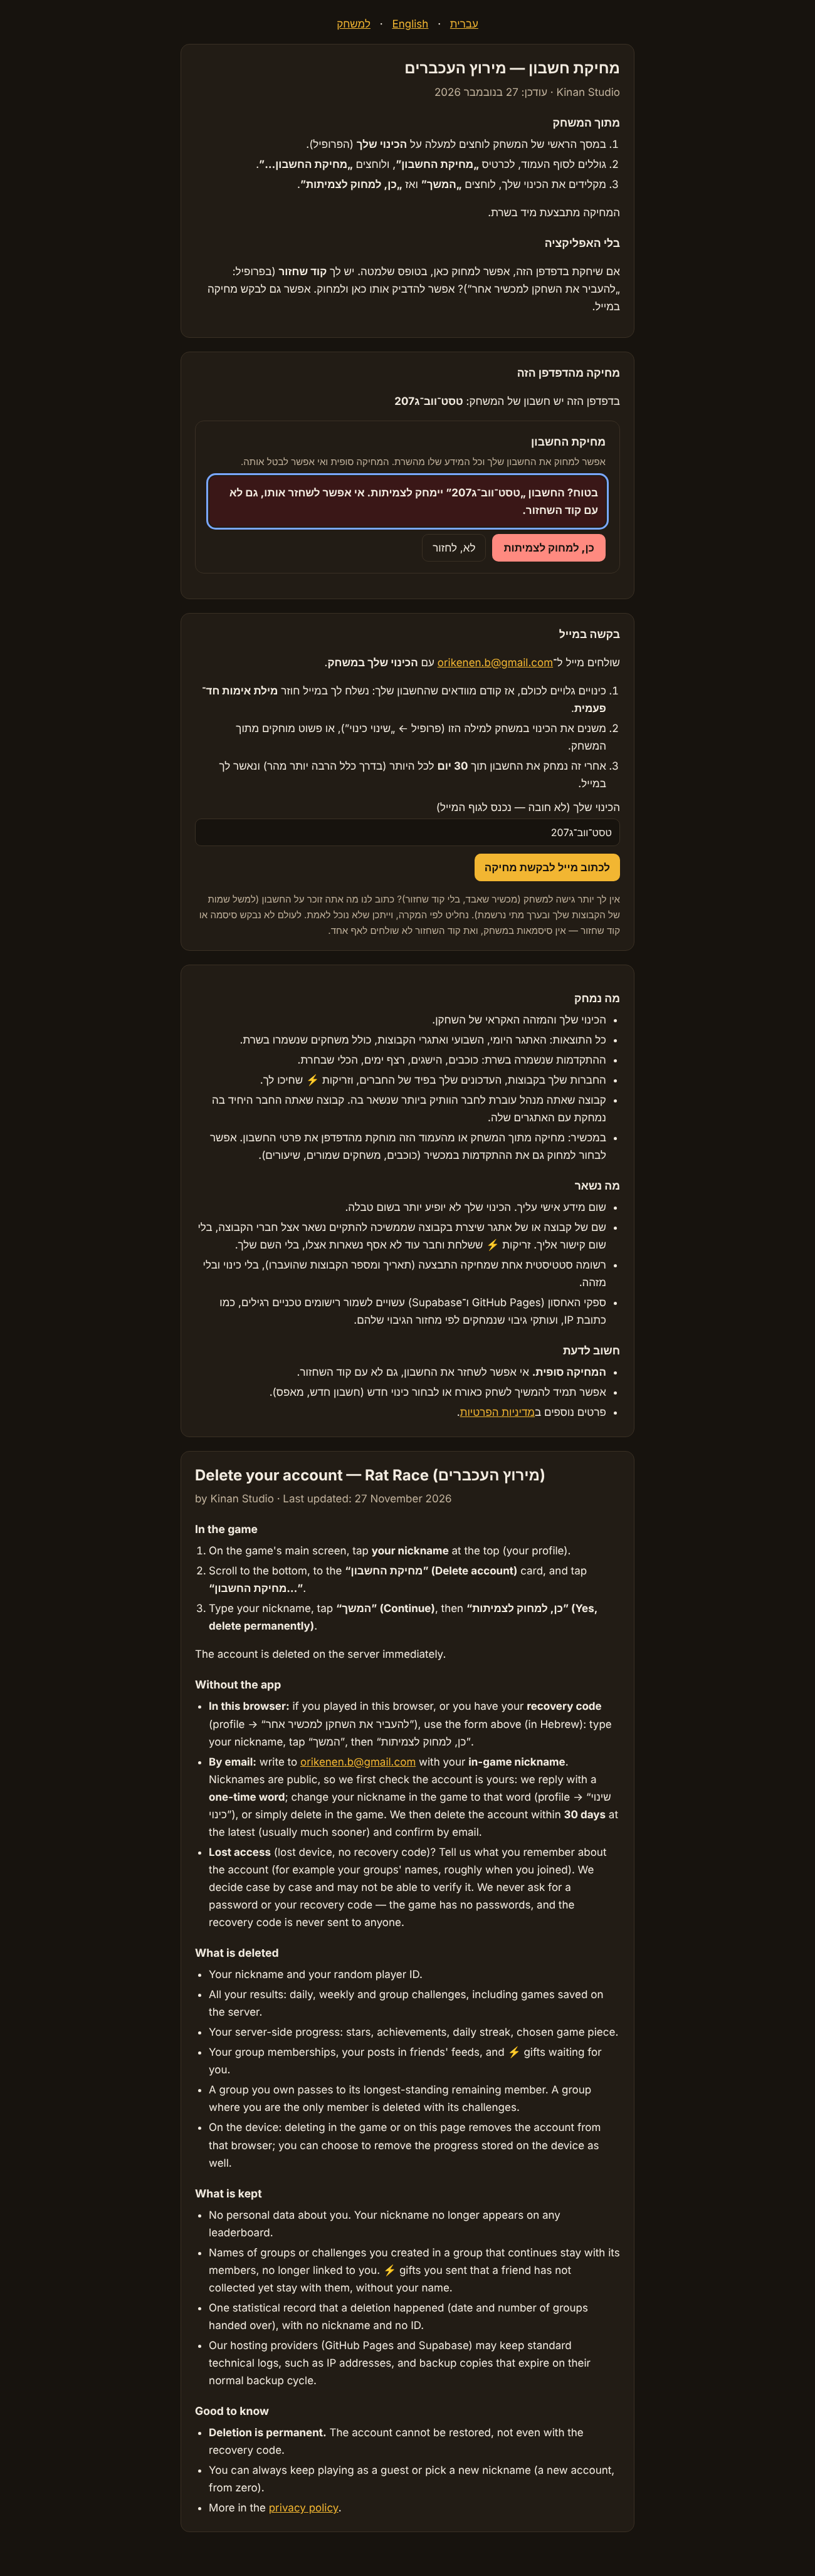 עברית · English · למשחק
מחיקת חשבון — מירוץ העכברים
Kinan Studio · עודכן: 27 בנובמבר 2026
מתוך המשחק
1. במסך הראשי של המשחק לוחצים למעלה על הכינוי שלך (הפרופיל).
2. גוללים לסוף העמוד, לכרטיס „מחיקת החשבון”, ולוחצים „מחיקת החשבון…”.
3. מקלידים את הכינוי שלך, לוחצים „המשך” ואז „כן, למחוק לצמיתות”.
המחיקה מתבצעת מיד בשרת.
בלי האפליקציה
אם שיחקת בדפדפן הזה, אפשר למחוק כאן, בטופס שלמטה. יש לך קוד שחזור (בפרופיל:
„להעביר את השחקן למכשיר אחר”)? אפשר להדביק אותו כאן ולמחוק. אפשר גם לבקש מחיקה
במייל.
מחיקה מהדפדפן הזה
בדפדפן הזה יש חשבון של המשחק: טסט־ווב־ג207
מחיקת החשבון
אפשר למחוק את החשבון שלך וכל המידע שלו מהשרת. המחיקה סופית ואי אפשר לבטל אותה.
בטוח? החשבון „טסט־ווב־ג207” יימחק לצמיתות. אי אפשר לשחזר אותו, גם לא
עם קוד השחזור.
כן, למחוק לצמיתות
לא, לחזור
בקשה במייל
שולחים מייל ל־orikenen.b@gmail.com עם הכינוי שלך במשחק.
1. כינויים גלויים לכולם, אז קודם מוודאים שהחשבון שלך: נשלח לך במייל חוזר מילת אימות חד־
פעמית.
2. משנים את הכינוי במשחק למילה הזו (פרופיל ← „שינוי כינוי”), או פשוט מוחקים מתוך
המשחק.
3. אחרי זה נמחק את החשבון תוך 30 יום לכל היותר (בדרך כלל הרבה יותר מהר) ונאשר לך
במייל.
הכינוי שלך (לא חובה — נכנס לגוף המייל)
טסט־ווב־ג207
לכתוב מייל לבקשת מחיקה
אין לך יותר גישה למשחק (מכשיר שאבד, בלי קוד שחזור)? כתוב לנו מה אתה זוכר על החשבון (למשל שמות
של הקבוצות שלך ובערך מתי נרשמת). נחליט לפי המקרה, וייתכן שלא נוכל לאמת. לעולם לא נבקש סיסמה או
קוד שחזור — אין סיסמאות במשחק, ואת קוד השחזור לא שולחים לאף אחד.
מה נמחק
• הכינוי שלך והמזהה האקראי של השחקן.
• כל התוצאות: האתגר היומי, השבועי ואתגרי הקבוצות, כולל משחקים שנשמרו בשרת.
• ההתקדמות שנשמרה בשרת: כוכבים, הישגים, רצף ימים, הכלי שבחרת.
• החברות שלך בקבוצות, העדכונים שלך בפיד של החברים, וזריקות ⚡ שחיכו לך.
• קבוצה שאתה מנהל עוברת לחבר הוותיק ביותר שנשאר בה. קבוצה שאתה החבר היחיד בה
נמחקת עם האתגרים שלה.
• במכשיר: מחיקה מתוך המשחק או מהעמוד הזה מוחקת מהדפדפן את פרטי החשבון. אפשר
לבחור למחוק גם את ההתקדמות במכשיר (כוכבים, משחקים שמורים, שיעורים).
מה נשאר
• שום מידע אישי עליך. הכינוי שלך לא יופיע יותר בשום טבלה.
• שם של קבוצה או של אתגר שיצרת בקבוצה שממשיכה להתקיים נשאר אצל חברי הקבוצה, בלי
שום קישור אליך. זריקות ⚡ ששלחת וחבר עוד לא אסף נשארות אצלו, בלי השם שלך.
• רשומה סטטיסטית אחת שמחיקה התבצעה (תאריך ומספר הקבוצות שהועברו), בלי כינוי ובלי
מזהה.
• ספקי האחסון (GitHub Pages ו־Supabase) עשויים לשמור רישומים טכניים רגילים, כמו
כתובת IP, ועותקי גיבוי שנמחקים לפי מחזור הגיבוי שלהם.
חשוב לדעת
• המחיקה סופית. אי אפשר לשחזר את החשבון, גם לא עם קוד השחזור.
• אפשר תמיד להמשיך לשחק כאורח או לבחור כינוי חדש (חשבון חדש, מאפס).
• פרטים נוספים במדיניות הפרטיות.
Delete your account — Rat Race (מירוץ העכברים)
by Kinan Studio · Last updated: 27 November 2026
In the game
1. On the game's main screen, tap your nickname at the top (your profile).
2. Scroll to the bottom, to the “מחיקת החשבון” (Delete account) card, and tap
“מחיקת החשבון…”.
3. Type your nickname, tap “המשך” (Continue), then “כן, למחוק לצמיתות” (Yes,
delete permanently).
The account is deleted on the server immediately.
Without the app
• In this browser: if you played in this browser, or you have your recovery code
(profile → “להעביר את השחקן למכשיר אחר”), use the form above (in Hebrew): type
your nickname, tap “המשך”, then “כן, למחוק לצמיתות”.
• By email: write to orikenen.b@gmail.com with your in-game nickname.
Nicknames are public, so we first check the account is yours: we reply with a
one-time word; change your nickname in the game to that word (profile → “שינוי
כינוי”), or simply delete in the game. We then delete the account within 30 days at
the latest (usually much sooner) and confirm by email.
• Lost access (lost device, no recovery code)? Tell us what you remember about
the account (for example your groups' names, roughly when you joined). We
decide case by case and may not be able to verify it. We never ask for a
password or your recovery code — the game has no passwords, and the
recovery code is never sent to anyone.
What is deleted
• Your nickname and your random player ID.
• All your results: daily, weekly and group challenges, including games saved on
the server.
• Your server-side progress: stars, achievements, daily streak, chosen game piece.
• Your group memberships, your posts in friends' feeds, and ⚡ gifts waiting for
you.
• A group you own passes to its longest-standing remaining member. A group
where you are the only member is deleted with its challenges.
• On the device: deleting in the game or on this page removes the account from
that browser; you can choose to remove the progress stored on the device as
well.
What is kept
• No personal data about you. Your nickname no longer appears on any
leaderboard.
• Names of groups or challenges you created in a group that continues stay with its
members, no longer linked to you. ⚡ gifts you sent that a friend has not
collected yet stay with them, without your name.
• One statistical record that a deletion happened (date and number of groups
handed over), with no nickname and no ID.
• Our hosting providers (GitHub Pages and Supabase) may keep standard
technical logs, such as IP addresses, and backup copies that expire on their
normal backup cycle.
Good to know
• Deletion is permanent. The account cannot be restored, not even with the
recovery code.
• You can always keep playing as a guest or pick a new nickname (a new account,
from zero).
• More in the privacy policy.